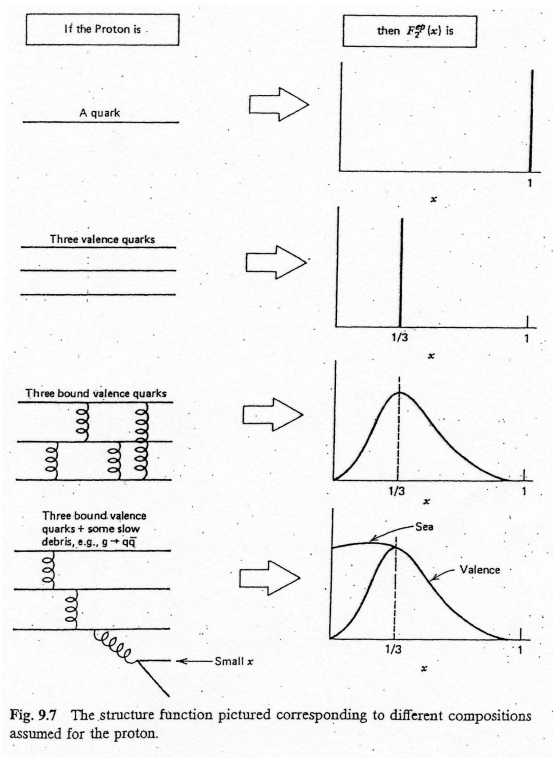 If the Proton is
then F₂ᵉᵖ(x) is
A quark
1
x
Three valence quarks
1/3
1
x
Three bound valence quarks
1/3
1
x
Three bound valence
quarks + some slow
debris, e.g., g → qq̄
Small x
Sea
Valence
1/3
1
x
Fig. 9.7 The structure function pictured corresponding to different compositions
assumed for the proton.